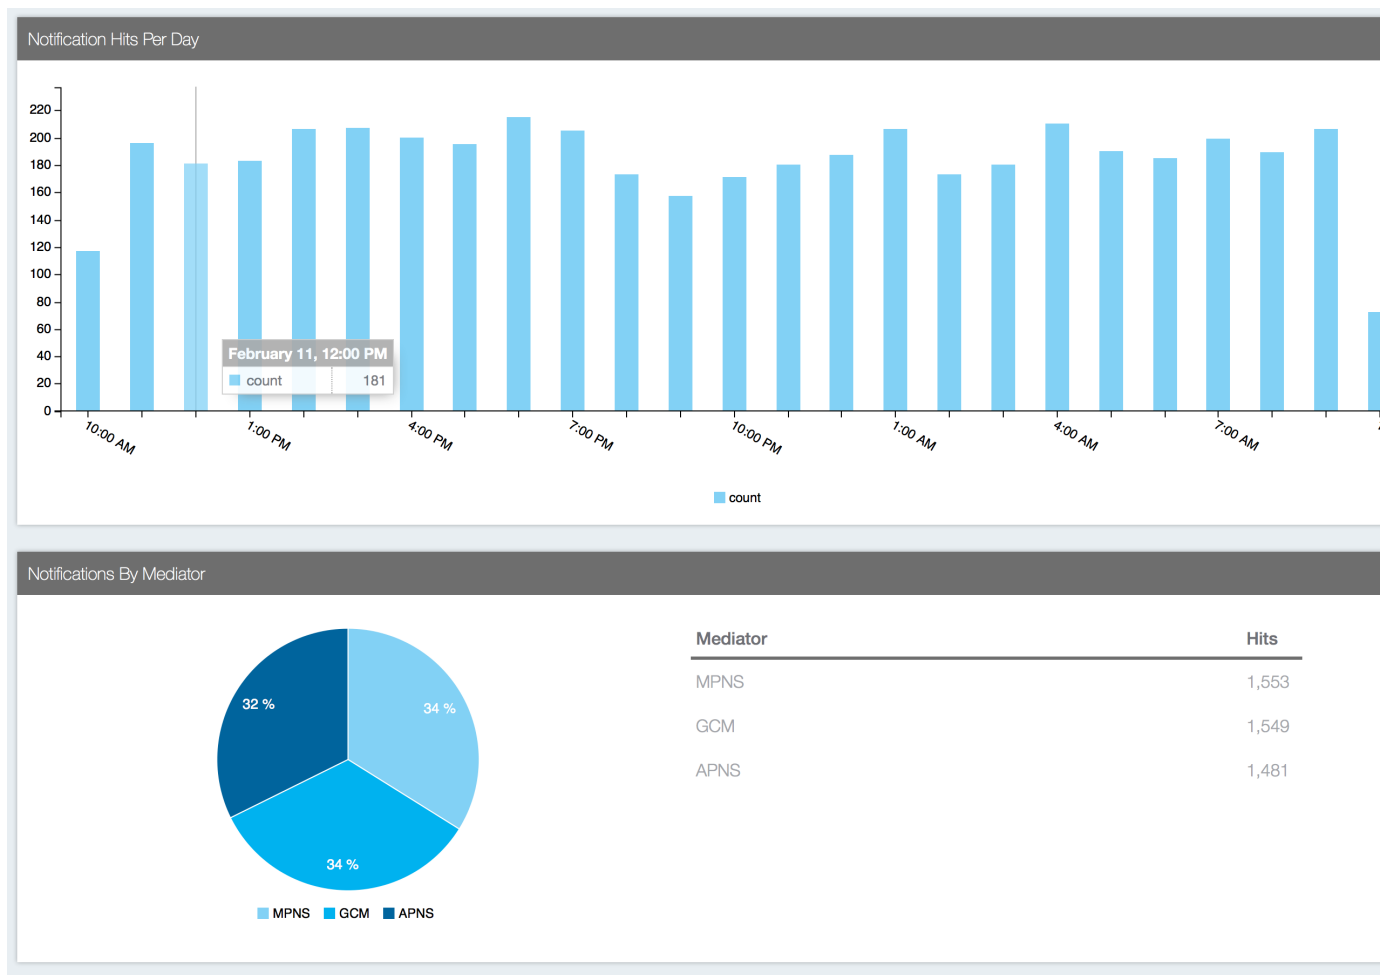 Notification Hits Per Day
220
200
180
160
140
120
100
80
60
40
20
0
February 11, 12:00 PM
count 181
10:00 AM 1:00 PM 4:00 PM 7:00 PM 10:00 PM 1:00 AM 4:00 AM 7:00 AM
count
Notifications By Mediator
32 %
34 %
34 %
MPNS GCM APNS
Mediator Hits
MPNS 1,553
GCM 1,549
APNS 1,481